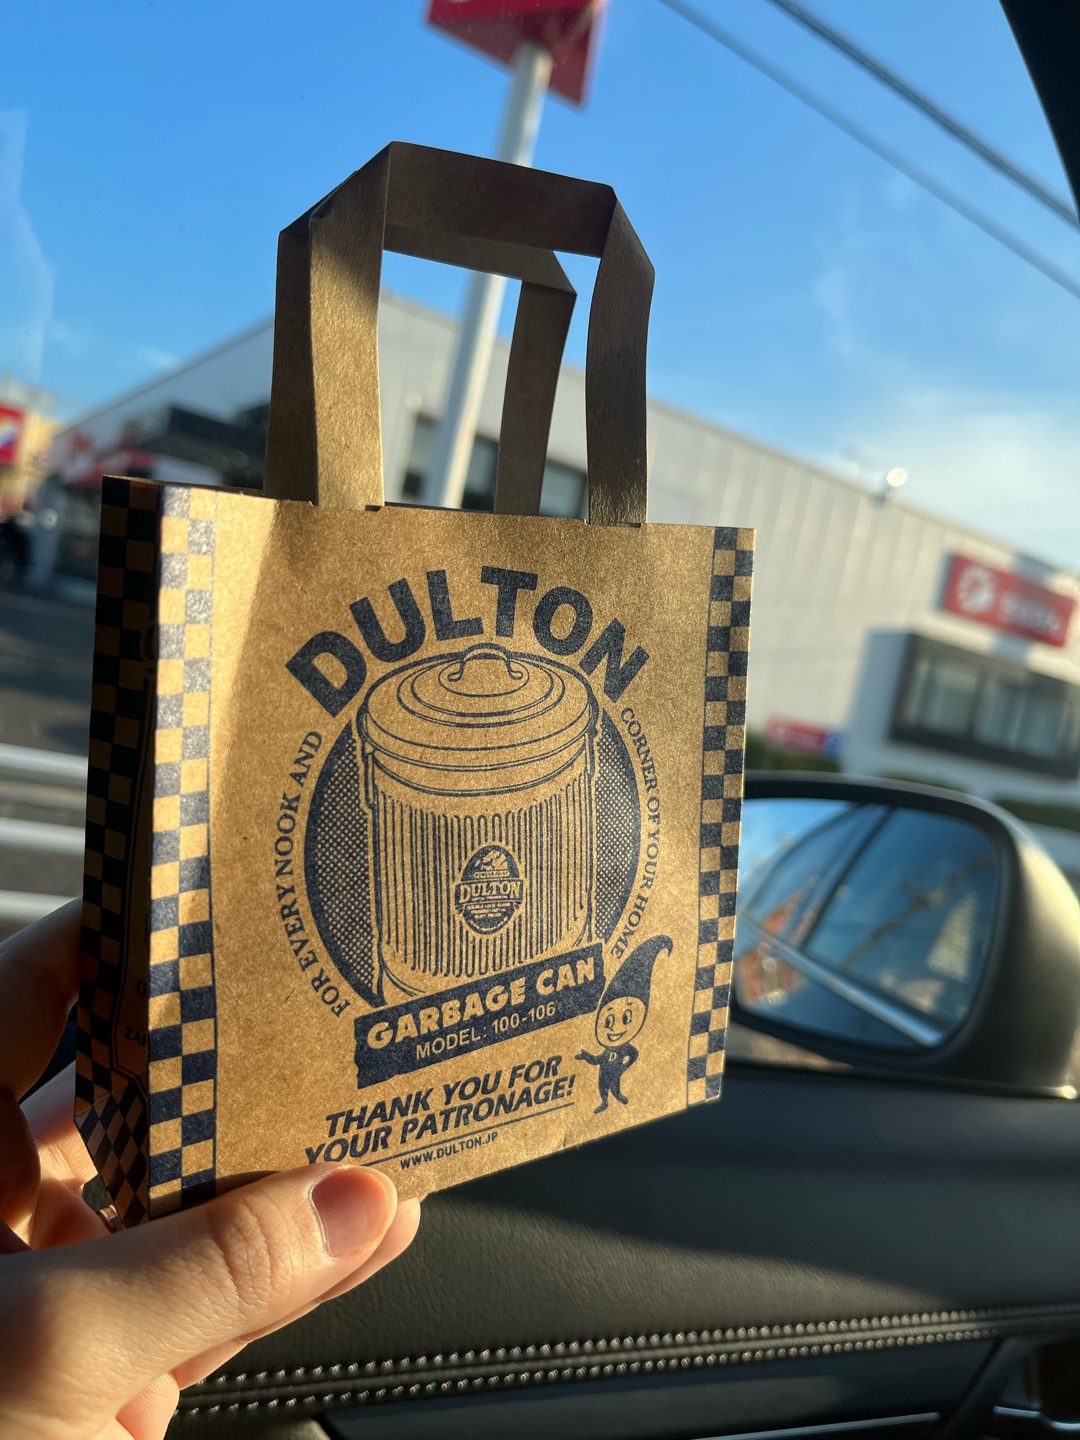 DULTON
FOR EVERY NOOK AND
CORNER OF YOUR HOME
DULTON
GARBAGE CAN
MODEL: 100-106
D
THANK YOU FOR
YOUR PATRONAGE!
WWW.DULTON.JP